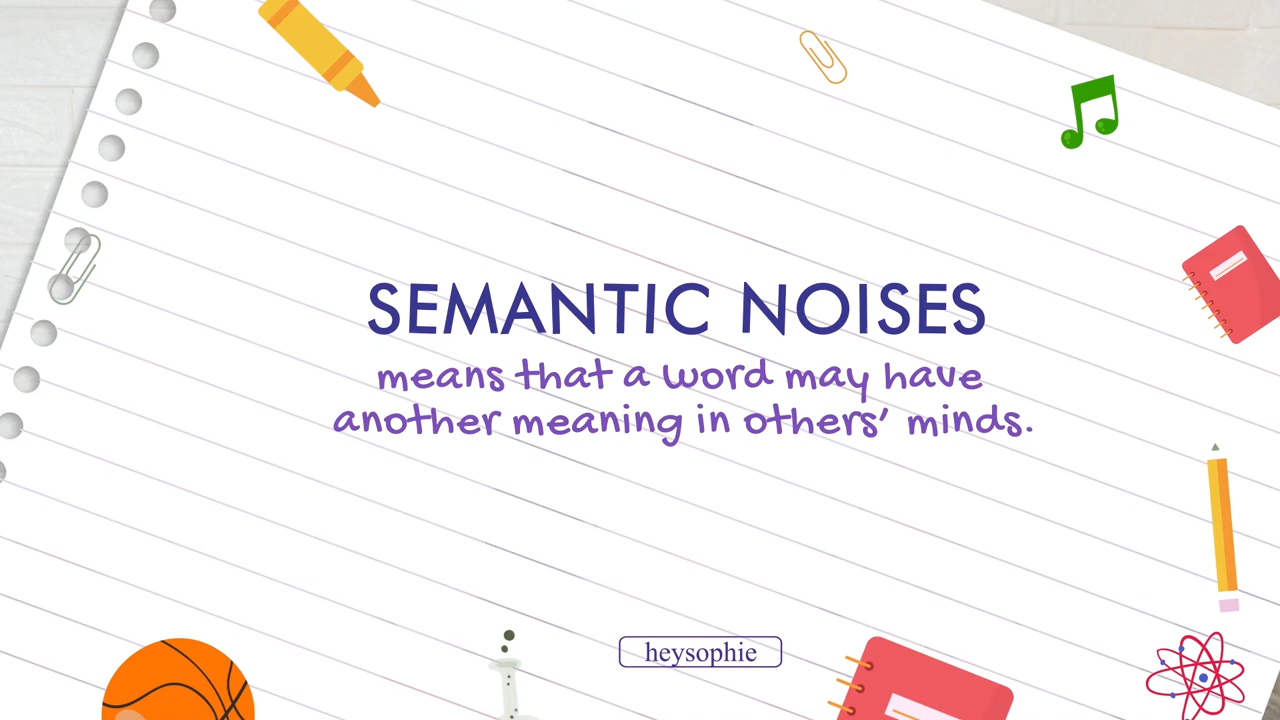 SEMANTIC NOISES
means that a word may have
another meaning in others’ minds.
heysophie